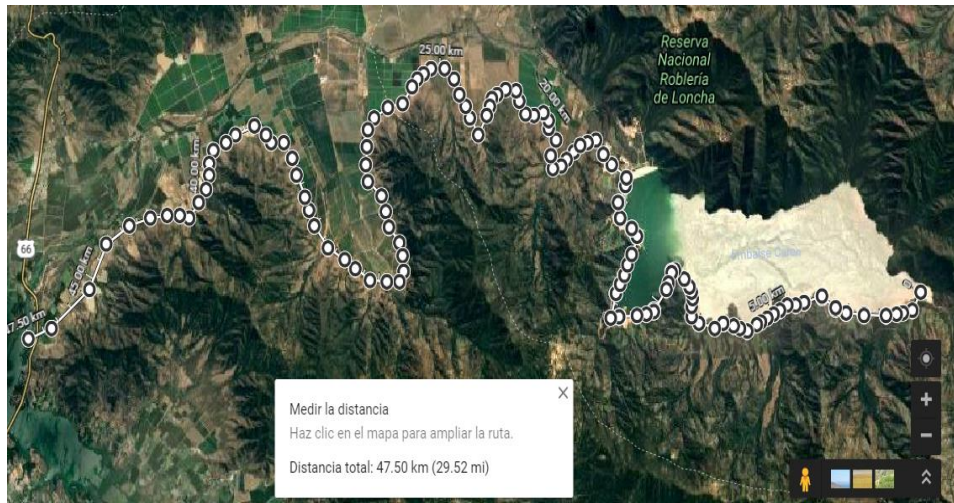 25.00 km
20.00 km
Reserva
Nacional
Roblería
de Loncha
40.00 km
66
45.00 km
5.00 km
0
47.50 km
Medir la distancia
Haz clic en el mapa para ampliar la ruta.
Distancia total: 47.50 km (29.52 mi)